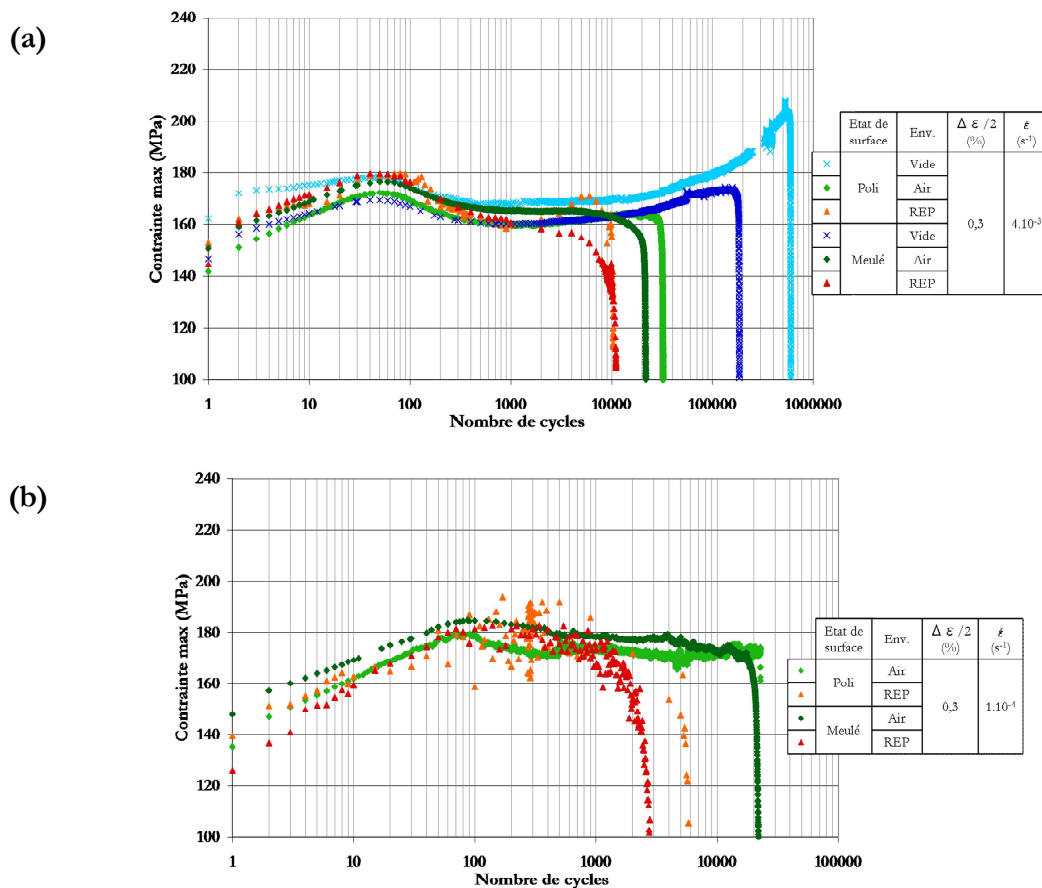 (a)
Contrainte max (MPa)
240
220
200
180
160
140
120
100
1 10 100 1000 10000 100000 1000000
Nombre de cycles
Etat de surface Env. Δ ε /2 (%) ε̇ (s⁻¹)
Poli Vide
Air
REP
0,3 4.10⁻³
Meulé Vide
Air
REP
(b)
Contrainte max (MPa)
240
220
200
180
160
140
120
100
1 10 100 1000 10000 100000
Nombre de cycles
Etat de surface Env. Δ ε /2 (%) ε̇ (s⁻¹)
Poli Air
REP
0,3 1.10⁻⁴
Meulé Air
REP